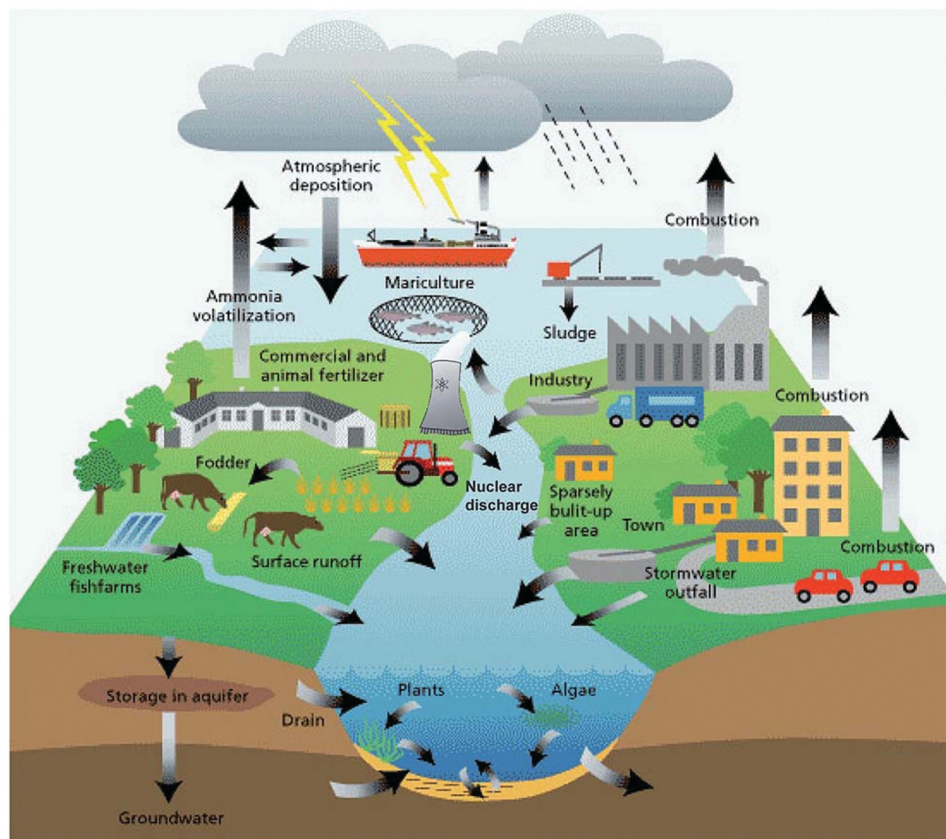 Atmospheric
deposition
Combustion
Mariculture
Ammonia
volatilization
Sludge
Commercial and
animal fertilizer
Industry
Combustion
Fodder
Nuclear
discharge
Sparsely
bulit-up
area
Town
Combustion
Surface runoff
Freshwater
fishfarms
Stormwater
outfall
Storage in aquifer
Plants
Algae
Drain
Groundwater